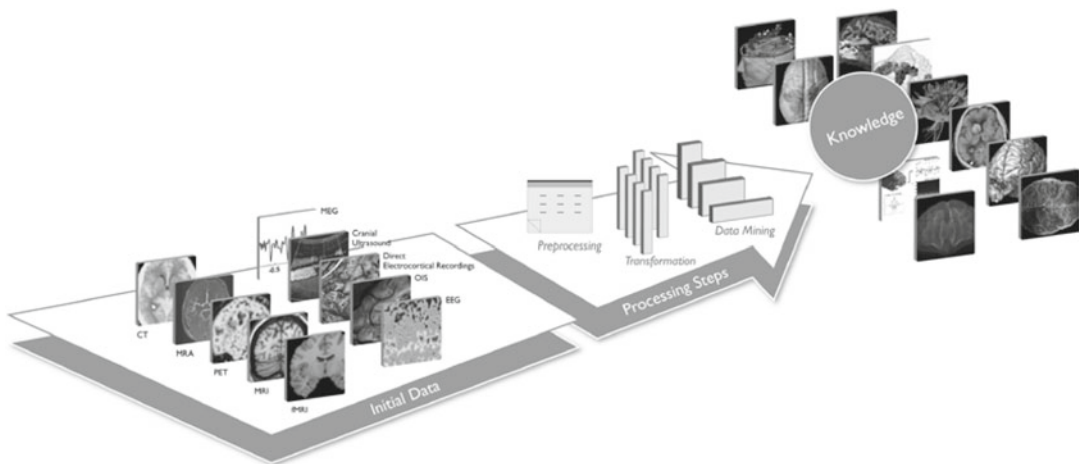 MEG
Cranial
Ultrasound
Direct
Electrocortical Recordings
OIS
EEG
CT
MRA
PET
MRI
fMRI
Initial Data
Preprocessing
Transformation
Data Mining
Processing Steps
Knowledge